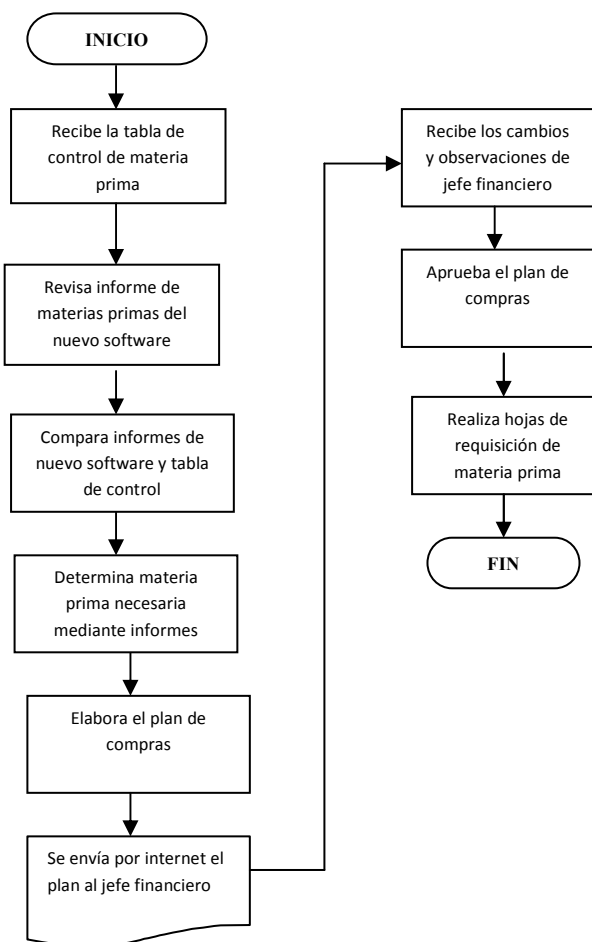 INICIO
Recibe la tabla de
control de materia
prima
Revisa informe de
materias primas del
nuevo software
Compara informes de
nuevo software y tabla
de control
Determina materia
prima necesaria
mediante informes
Elabora el plan de
compras
Se envía por internet el
plan al jefe financiero
Recibe los cambios
y observaciones de
jefe financiero
Aprueba el plan de
compras
Realiza hojas de
requisición de
materia prima
FIN